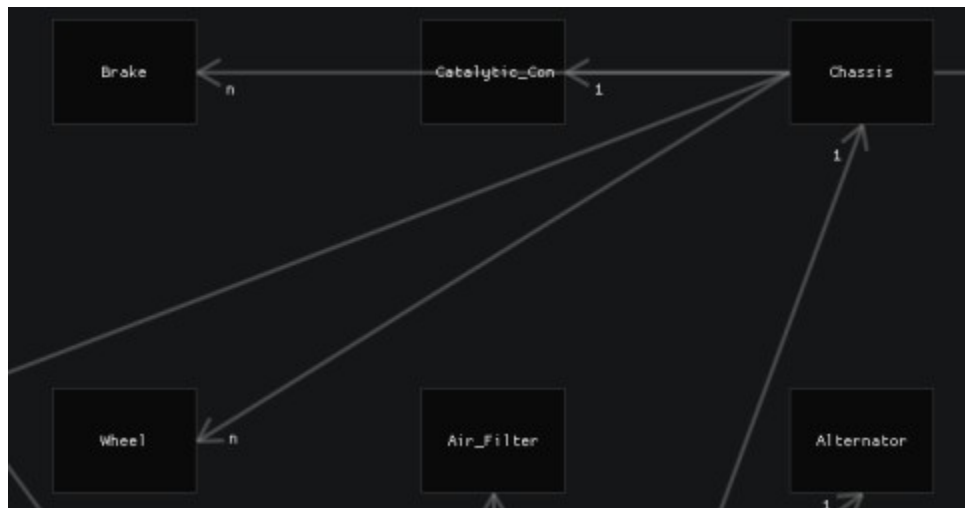 Brake
Catalytic_Con
Chassis
n
1
1
Wheel
n
Air_Filter
Alternator
1